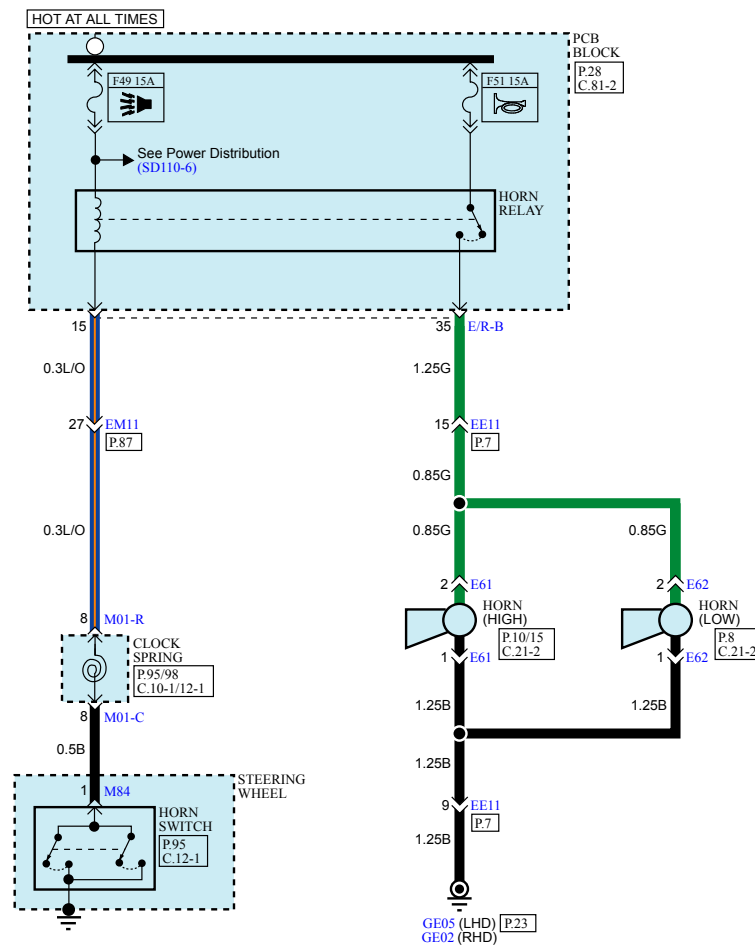 HOT AT ALL TIMES
PCB
BLOCK
P.28
C.81-2
F49 15A
F51 15A
See Power Distribution
(SD110-6)
HORN
RELAY
15
35
E/R-B
0.3L/O
1.25G
27
EM11
P.87
15
EE11
P.7
0.85G
0.3L/O
0.85G
0.85G
2
E61
2
E62
8
M01-R
HORN
(HIGH)
P.10/15
C.21-2
HORN
(LOW)
P.8
C.21-2
CLOCK
SPRING
P.95/98
C.10-1/12-1
1
E61
1
E62
8
M01-C
1.25B
1.25B
0.5B
1.25B
STEERING
WHEEL
1
M84
9
EE11
P.7
HORN
SWITCH
P.95
C.12-1
1.25B
GE05 (LHD)
P.23
GE02 (RHD)